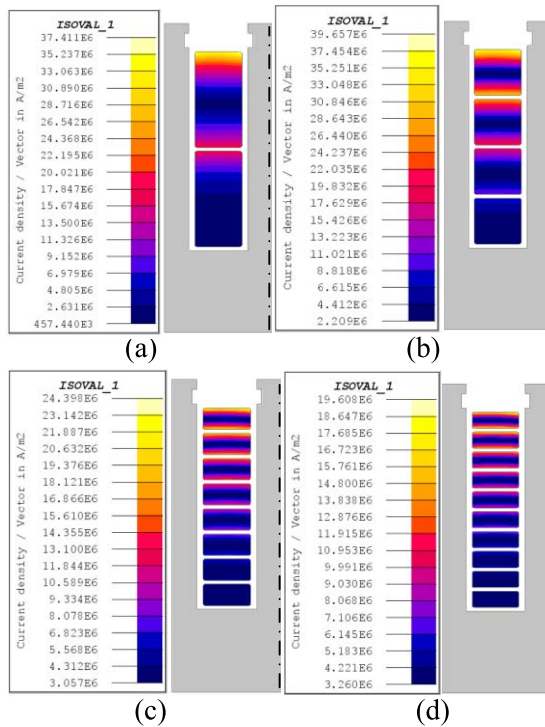 ISOVAL_1
Current density / Vector in A/m2
37.411E6
35.237E6
33.063E6
30.890E6
28.716E6
26.542E6
24.368E6
22.195E6
20.021E6
17.847E6
15.674E6
13.500E6
11.326E6
9.152E6
6.979E6
4.805E6
2.631E6
457.440E3
(a)
ISOVAL_1
Current density / Vector in A/m2
39.657E6
37.454E6
35.251E6
33.048E6
30.846E6
28.643E6
26.440E6
24.237E6
22.035E6
19.832E6
17.629E6
15.426E6
13.223E6
11.021E6
8.818E6
6.615E6
4.412E6
2.209E6
(b)
ISOVAL_1
Current density / Vector in A/m2
24.398E6
23.142E6
21.887E6
20.632E6
19.376E6
18.121E6
16.866E6
15.610E6
14.355E6
13.100E6
11.844E6
10.589E6
9.334E6
8.078E6
6.823E6
5.568E6
4.312E6
3.057E6
(c)
ISOVAL_1
Current density / Vector in A/m2
19.608E6
18.647E6
17.685E6
16.723E6
15.761E6
14.800E6
13.838E6
12.876E6
11.915E6
10.953E6
9.991E6
9.030E6
8.068E6
7.106E6
6.145E6
5.183E6
4.221E6
3.260E6
(d)